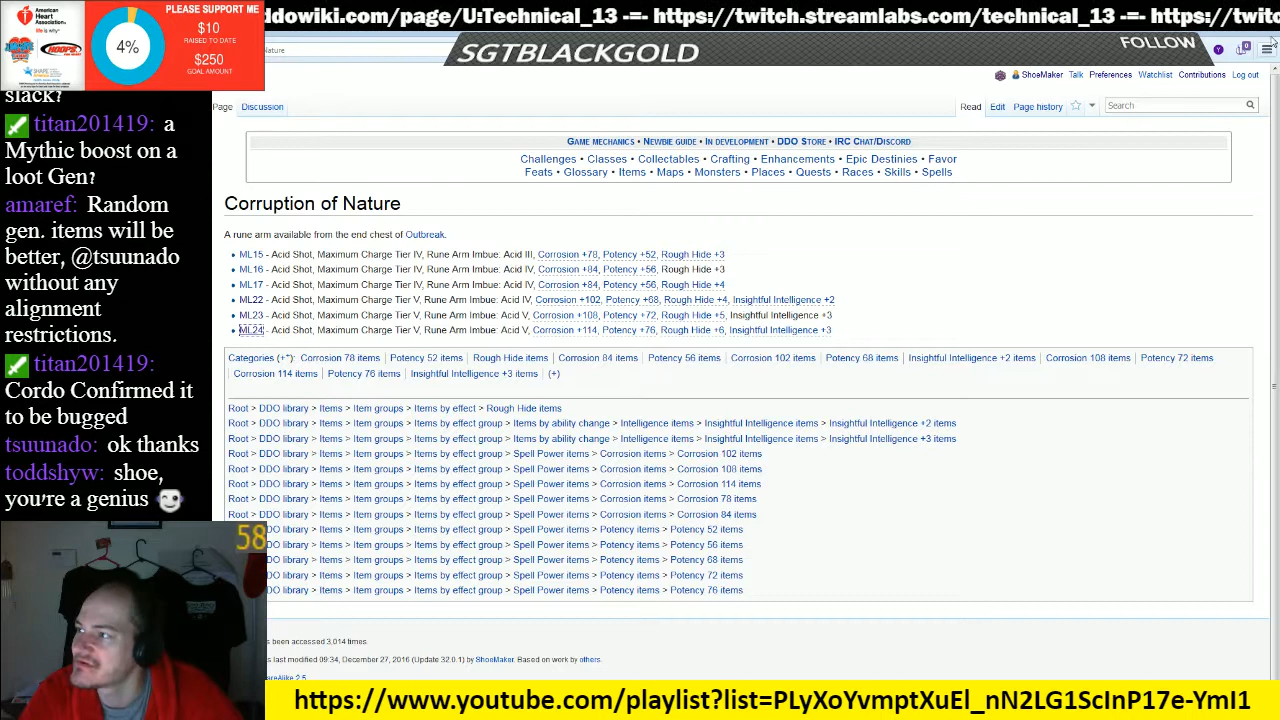 ddowiki.com/page/U:Technical_13 -=- https://twitch.streamlabs.com/technical_13 -=- https://twitc
American Heart Association
life is why
HOOPS
SHAPE
4%
PLEASE SUPPORT ME
$10
RAISED TO DATE
$250
GOAL AMOUNT
Nature
SGTBLACKGOLD
FOLLOW
ShoeMaker Talk Preferences Watchlist Contributions Log out
Page Discussion
Read Edit Page history
Search
Game mechanics • Newbie guide • In development • DDO Store • IRC Chat/Discord
Challenges • Classes • Collectables • Crafting • Enhancements • Epic Destinies • Favor
Feats • Glossary • Items • Maps • Monsters • Places • Quests • Races • Skills • Spells
Corruption of Nature
A rune arm available from the end chest of Outbreak.
• ML15 - Acid Shot, Maximum Charge Tier IV, Rune Arm Imbue: Acid III, Corrosion +78, Potency +52, Rough Hide +3
• ML16 - Acid Shot, Maximum Charge Tier IV, Rune Arm Imbue: Acid IV, Corrosion +84, Potency +56, Rough Hide +3
• ML17 - Acid Shot, Maximum Charge Tier IV, Rune Arm Imbue: Acid IV, Corrosion +84, Potency +56, Rough Hide +4
• ML22 - Acid Shot, Maximum Charge Tier V, Rune Arm Imbue: Acid IV, Corrosion +102, Potency +68, Rough Hide +4, Insightful Intelligence +2
• ML23 - Acid Shot, Maximum Charge Tier V, Rune Arm Imbue: Acid V, Corrosion +108, Potency +72, Rough Hide +5, Insightful Intelligence +3
• ML24 - Acid Shot, Maximum Charge Tier V, Rune Arm Imbue: Acid V, Corrosion +114, Potency +76, Rough Hide +6, Insightful Intelligence +3
Categories (++): Corrosion 78 items | Potency 52 items | Rough Hide items | Corrosion 84 items | Potency 56 items | Corrosion 102 items | Potency 68 items | Insightful Intelligence +2 items | Corrosion 108 items | Potency 72 items
Corrosion 114 items | Potency 76 items | Insightful Intelligence +3 items | (+)
Root > DDO library > Items > Item groups > Items by effect > Rough Hide items
Root > DDO library > Items > Item groups > Items by effect group > Items by ability change > Intelligence items > Insightful Intelligence items > Insightful Intelligence +2 items
Root > DDO library > Items > Item groups > Items by effect group > Items by ability change > Intelligence items > Insightful Intelligence items > Insightful Intelligence +3 items
Root > DDO library > Items > Item groups > Items by effect group > Spell Power items > Corrosion items > Corrosion 102 items
Root > DDO library > Items > Item groups > Items by effect group > Spell Power items > Corrosion items > Corrosion 108 items
Root > DDO library > Items > Item groups > Items by effect group > Spell Power items > Corrosion items > Corrosion 114 items
Root > DDO library > Items > Item groups > Items by effect group > Spell Power items > Corrosion items > Corrosion 78 items
Root > DDO library > Items > Item groups > Items by effect group > Spell Power items > Corrosion items > Corrosion 84 items
DO library > Items > Item groups > Items by effect group > Spell Power items > Potency items > Potency 52 items
DO library > Items > Item groups > Items by effect group > Spell Power items > Potency items > Potency 56 items
DO library > Items > Item groups > Items by effect group > Spell Power items > Potency items > Potency 68 items
DO library > Items > Item groups > Items by effect group > Spell Power items > Potency items > Potency 72 items
DO library > Items > Item groups > Items by effect group > Spell Power items > Potency items > Potency 76 items
been accessed 3,014 times.
last modified 09:34, December 27, 2016 (Update 32.0.1) by ShoeMaker. Based on work by others.
areAlike 2.5
slack?
titan201419: a
Mythic boost on a
loot Gen?
amaref: Random
gen. items will be
better, @tsuunado
without any
alignment
restrictions.
titan201419:
Cordo Confirmed it
to be bugged
tsuunado: ok thanks
toddshyw: shoe,
you're a genius
58
https://www.youtube.com/playlist?list=PLyXoYvmptXuEl_nN2LG1ScInP17e-YmI1